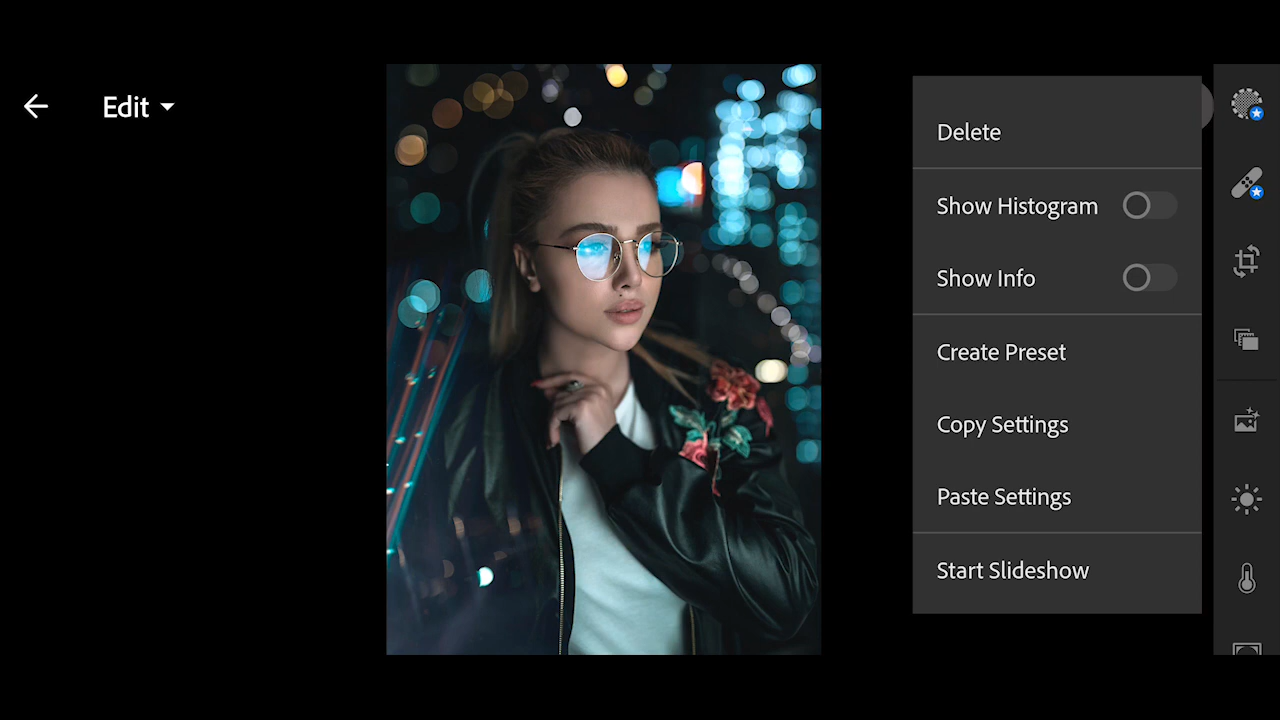 Edit
Delete
Show Histogram
Show Info
Create Preset
Copy Settings
Paste Settings
Start Slideshow